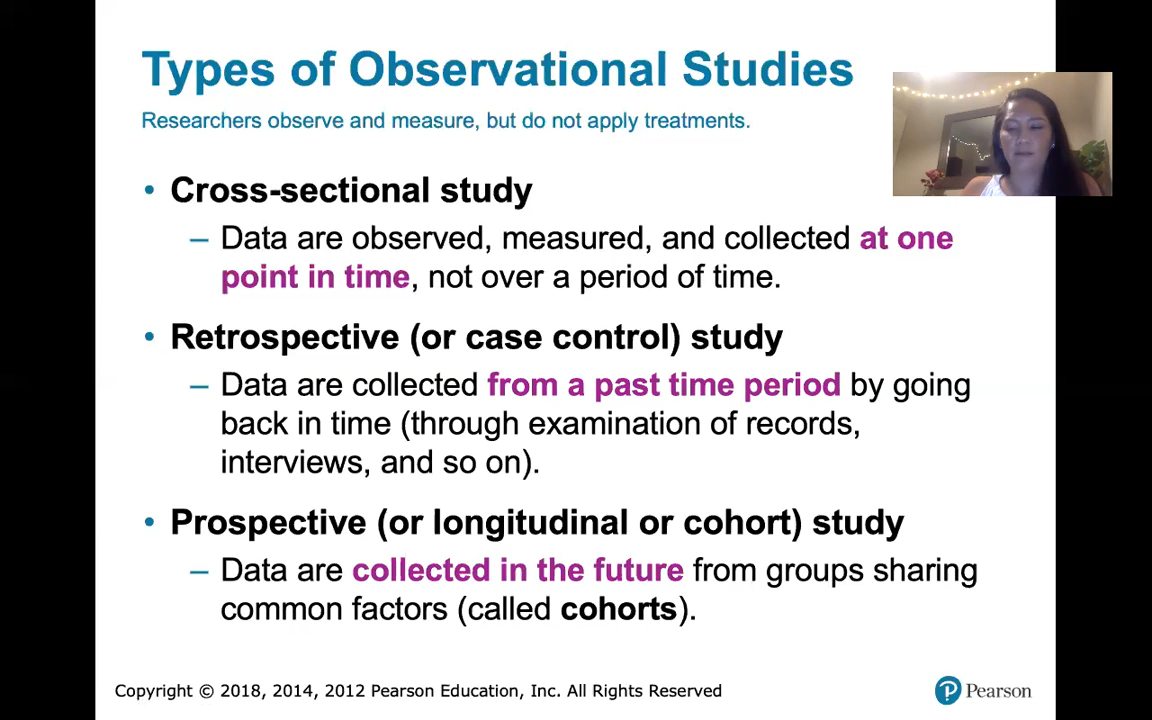 Types of Observational Studies
Researchers observe and measure, but do not apply treatments.
• Cross-sectional study
– Data are observed, measured, and collected at one
point in time, not over a period of time.
• Retrospective (or case control) study
– Data are collected from a past time period by going
back in time (through examination of records,
interviews, and so on).
• Prospective (or longitudinal or cohort) study
– Data are collected in the future from groups sharing
common factors (called cohorts).
Copyright © 2018, 2014, 2012 Pearson Education, Inc. All Rights Reserved
P Pearson